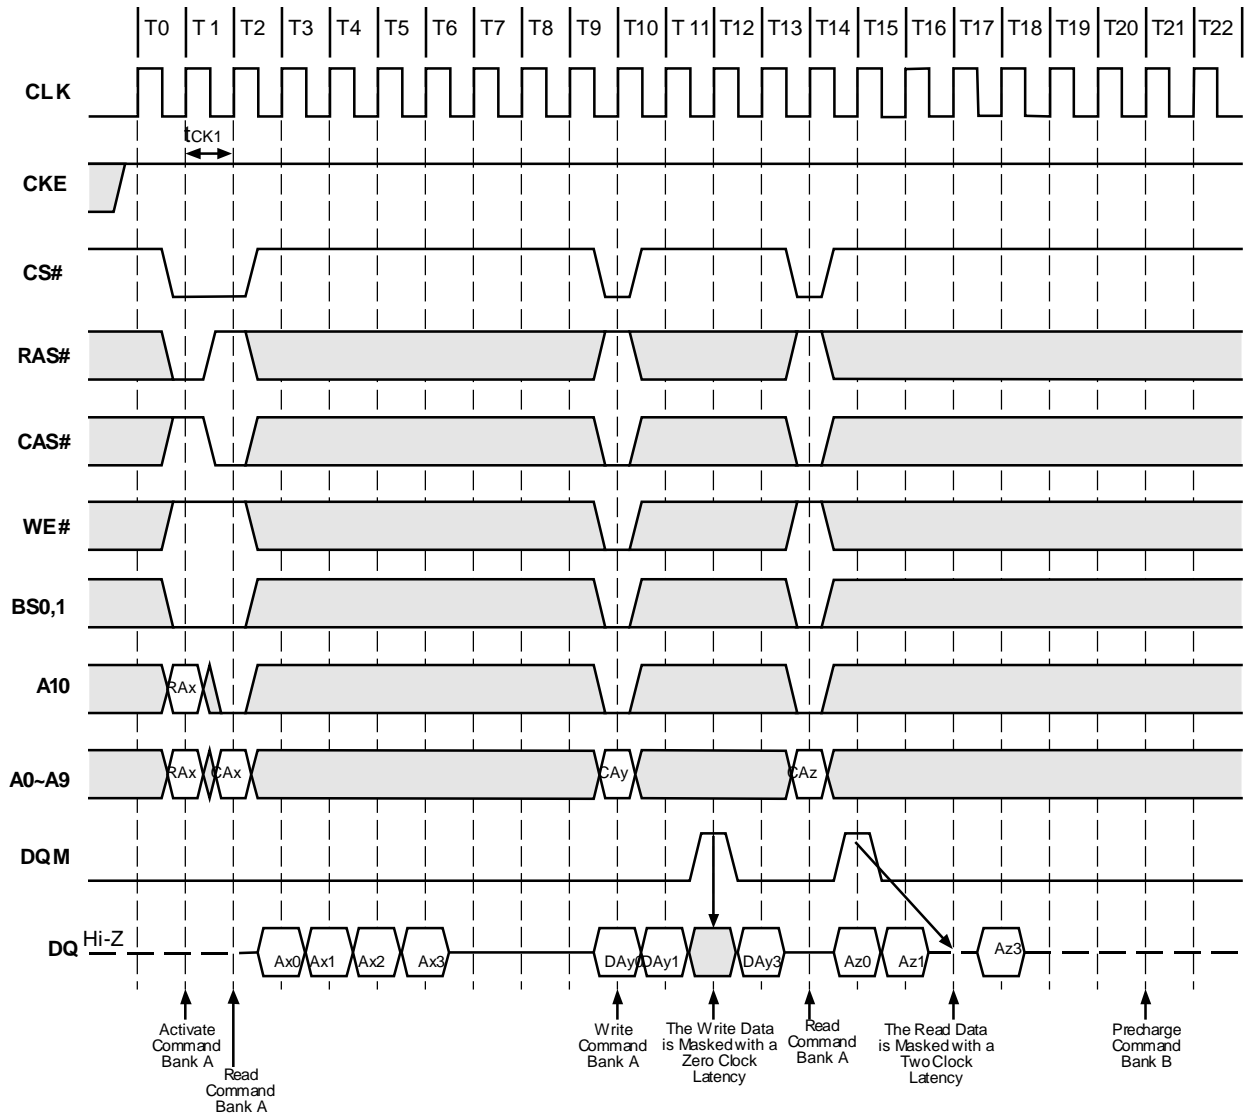 T0 T1 T2 T3 T4 T5 T6 T7 T8 T9 T10 T11 T12 T13 T14 T15 T16 T17 T18 T19 T20 T21 T22
CLK
tCK1
CKE
CS#
RAS#
CAS#
WE#
BS0,1
A10
RAx
A0~A9
RAx CAx CAy CAz
DQM
DQ Hi-Z
Ax0 Ax1 Ax2 Ax3 DAy0 DAy1 DAy3 Az0 Az1 Az3
Activate
Command
Bank A
Read
Command
Bank A
Write
Command
Bank A
The Write Data
is Masked with a
Zero Clock
Latency
Read
Command
Bank A
The Read Data
is Masked with a
Two Clock
Latency
Precharge
Command
Bank B